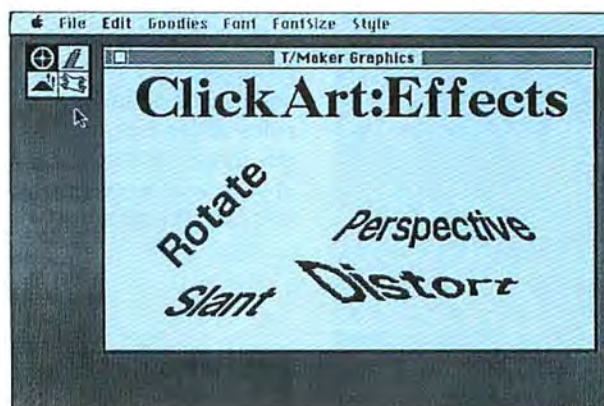 File Edit Goodies Font FontSize Style
T/Maker Graphics
ClickArt:Effects
Rotate
Perspective
Slant
Distort